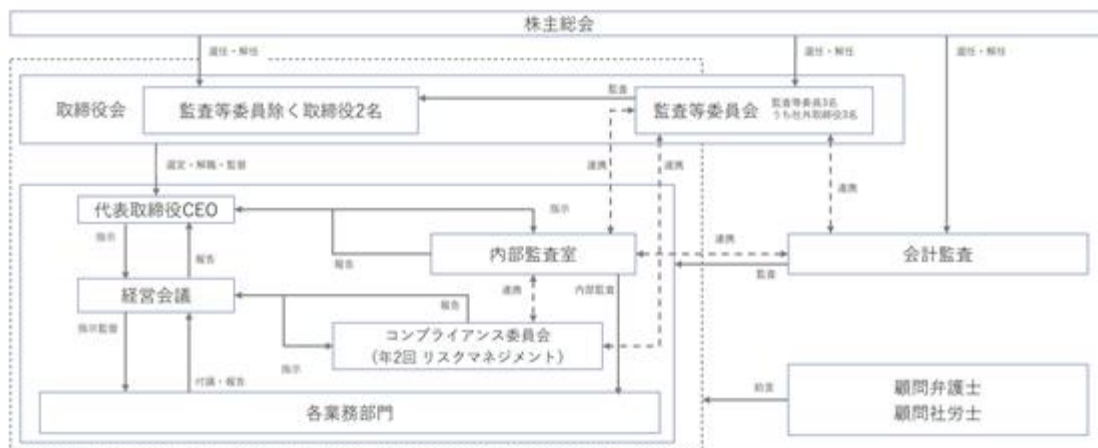 株主総会
選任・解任
選任・解任
選任・解任
取締役会
監査等委員除く取締役2名
監査
監査等委員会
監査等委員3名
うち社外取締役3名
選定・解職・監督
連携
連携
連携
代表取締役CEO
指示
指示
報告
報告
内部監査室
連携
会計監査
監査
経営会議
連携
内部監査
報告
コンプライアンス委員会
(年2回 リスクマネジメント)
指示監督
指示
付議・報告
各業務部門
顧問弁護士
顧問社労士